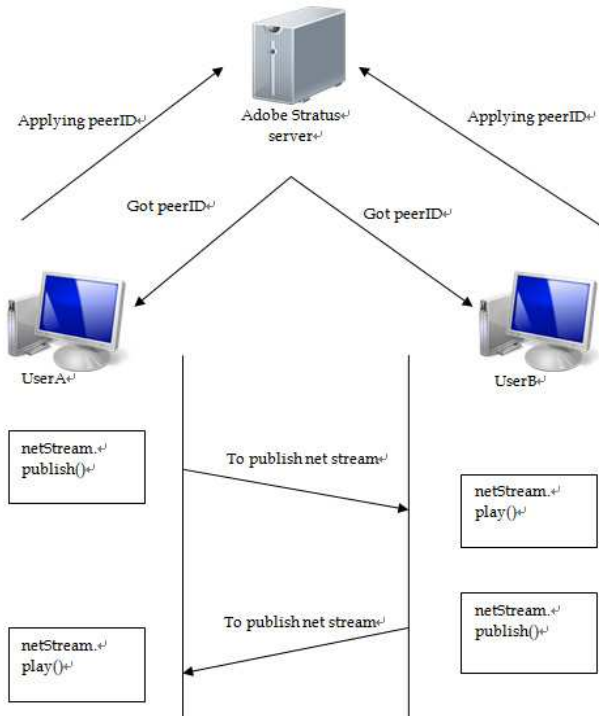 Applying peerID↵
Adobe Stratus↵
server↵
Applying peerID↵
Got peerID↵
Got peerID↵
UserA↵
UserB↵
netStream.↵
publish()↵
To publish net stream↵
netStream.↵
play()↵
netStream.↵
publish()↵
To publish net stream↵
netStream.↵
play()↵